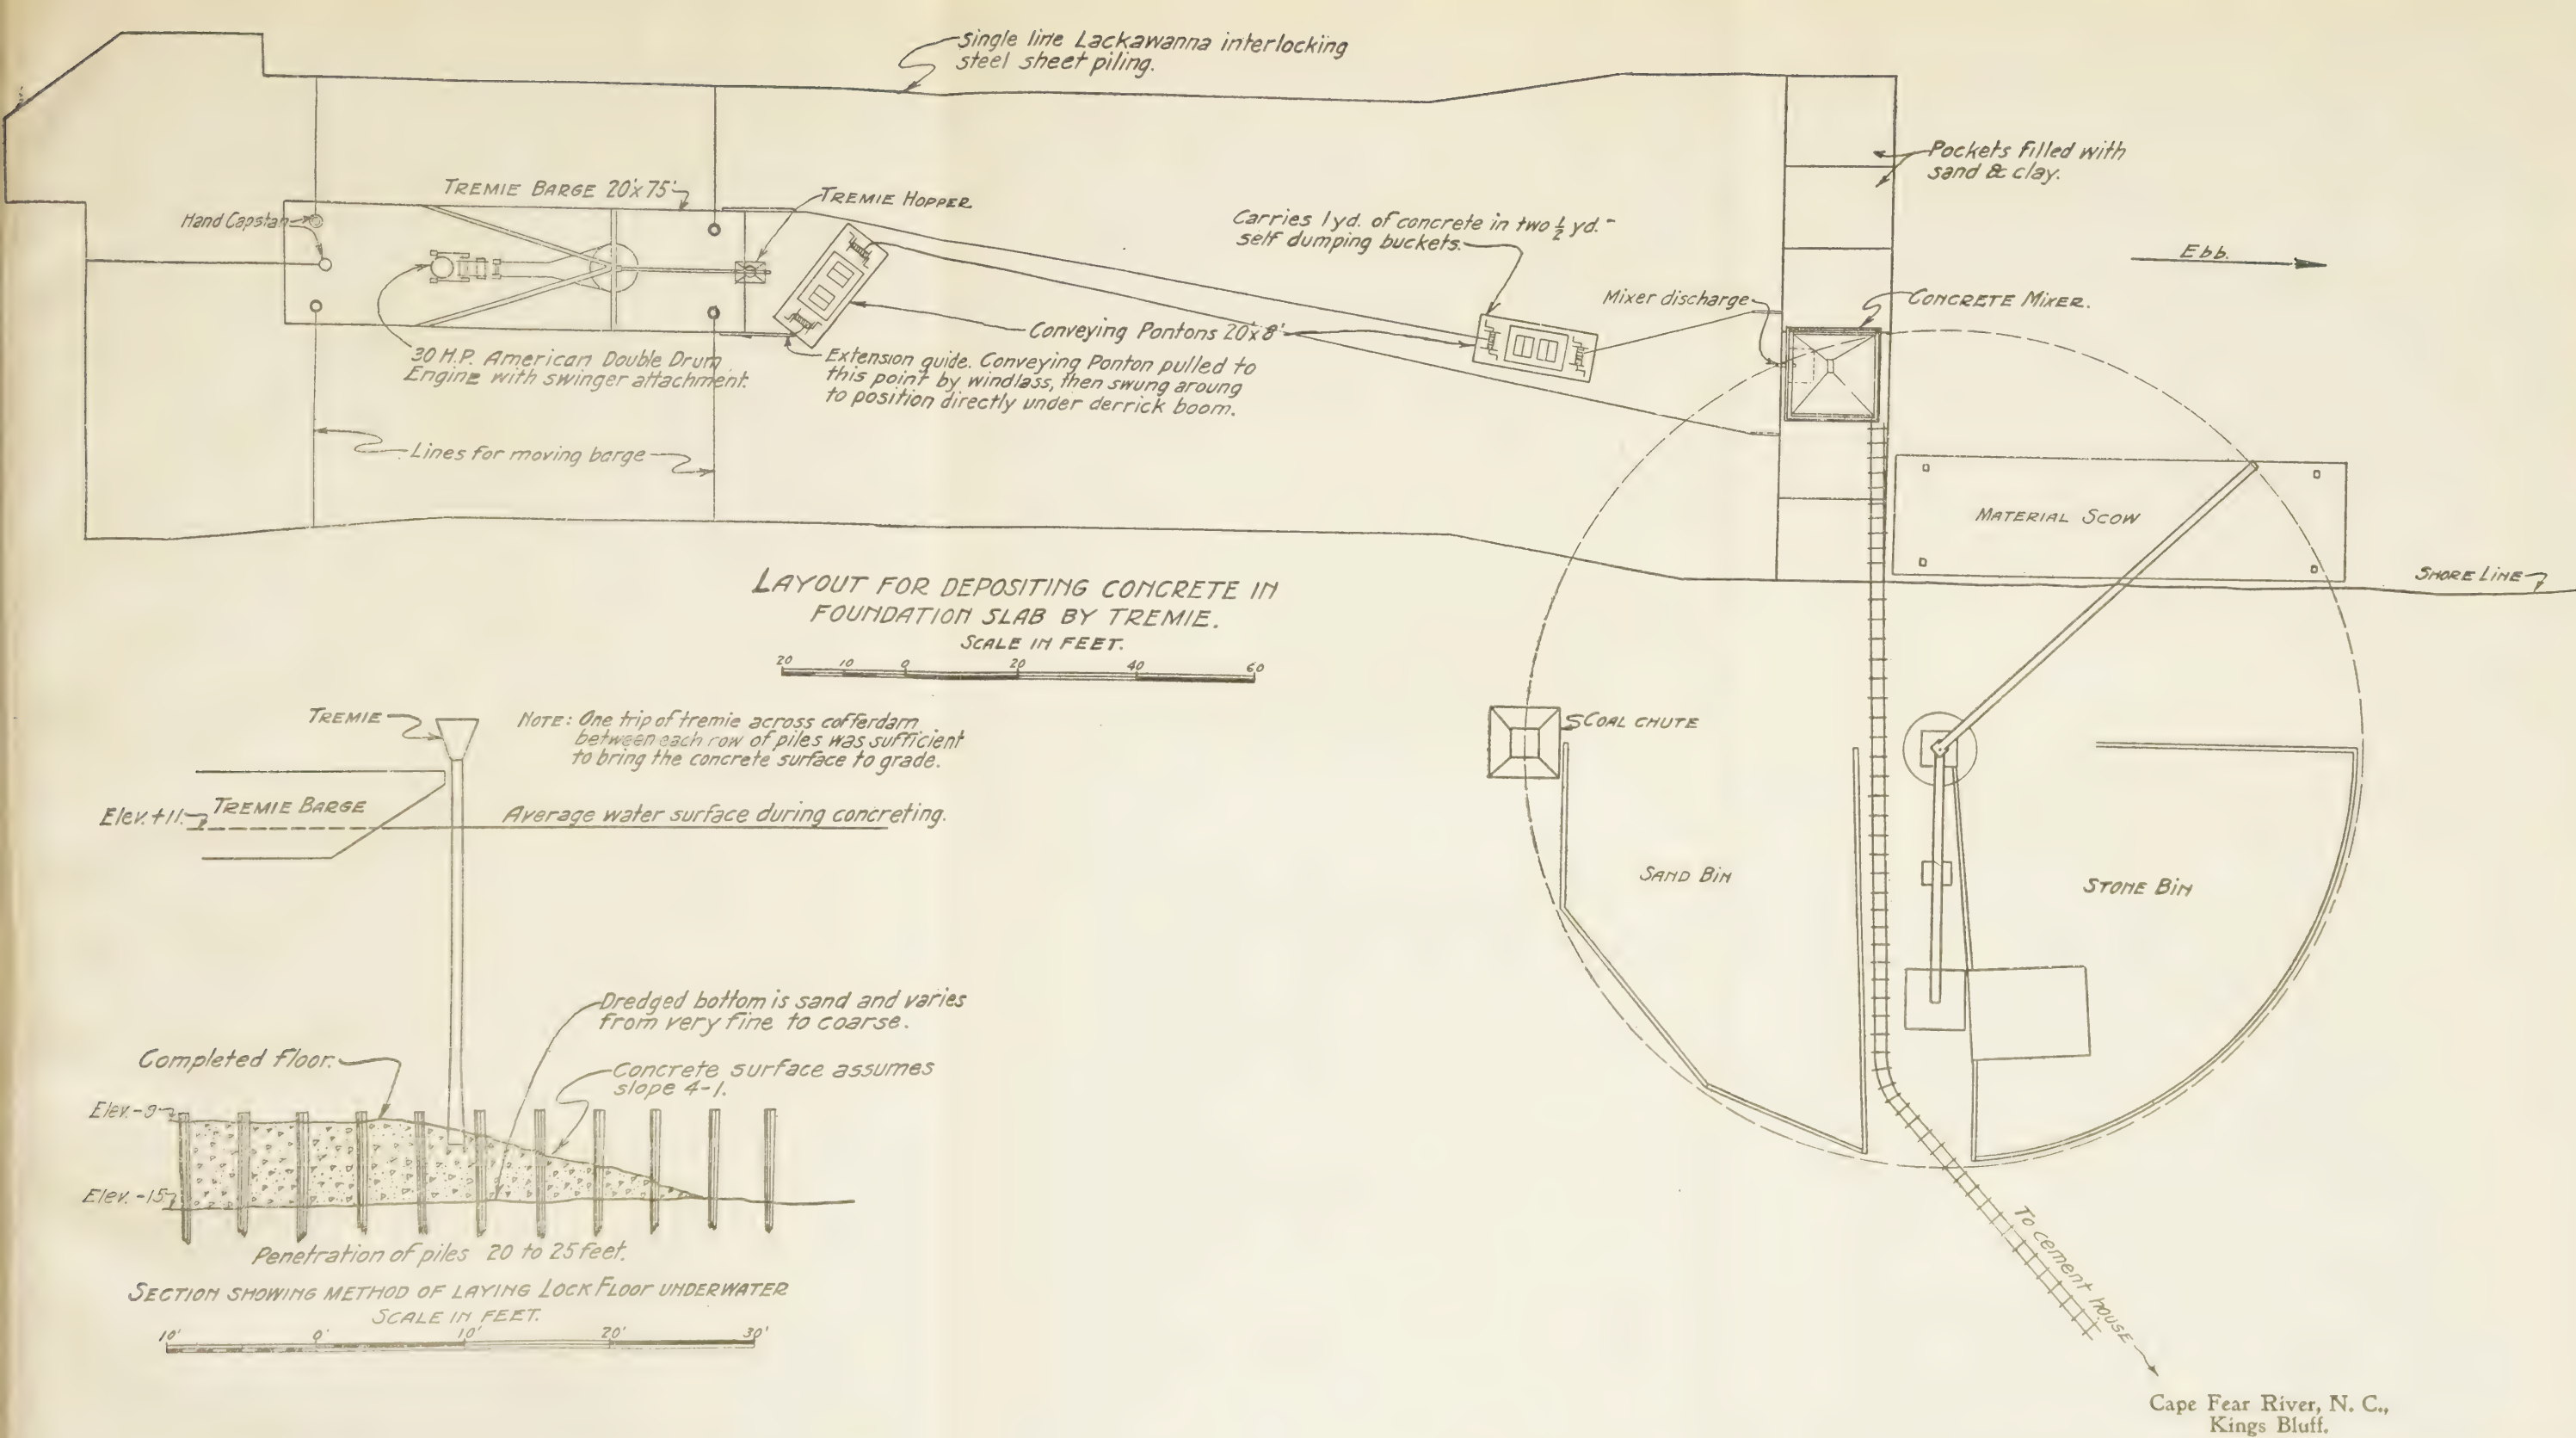 single line Lackawanna interlocking
steel sheet piling.
Pockets filled with
sand & clay.
TREMIE BARGE 20'x 75'
TREMIE HOPPER
Hand Capstan
Carries 1yd. of concrete in two ½ yd.
self dumping buckets.
Ebb.
Mixer discharge
CONCRETE MIXER.
Conveying Pontons 20'x8'
30 H.P. American Double Drum
Engine with swinger attachment.
Extension guide. Conveying Ponton pulled to
this point by windlass, then swung aroung
to position directly under derrick boom.
Lines for moving barge
MATERIAL SCOW
SHORE LINE
LAYOUT FOR DEPOSITING CONCRETE IN
FOUNDATION SLAB BY TREMIE.
SCALE IN FEET.
20 10 0 20 40 60
TREMIE
NOTE: One trip of tremie across cofferdam
between each row of piles was sufficient
to bring the concrete surface to grade.
COAL CHUTE
Elev. +11.
TREMIE BARGE
Average water surface during concreting.
SAND BIN
STONE BIN
Dredged bottom is sand and varies
from very fine to coarse.
Completed floor.
Concrete surface assumes
slope 4-1.
Elev. -9
Elev. -15
Penetration of piles 20 to 25 feet.
To cement house
SECTION SHOWING METHOD OF LAYING LOCK FLOOR UNDERWATER
SCALE IN FEET.
10' 0' 10' 20' 30'
Cape Fear River, N. C.,
Kings Bluff.